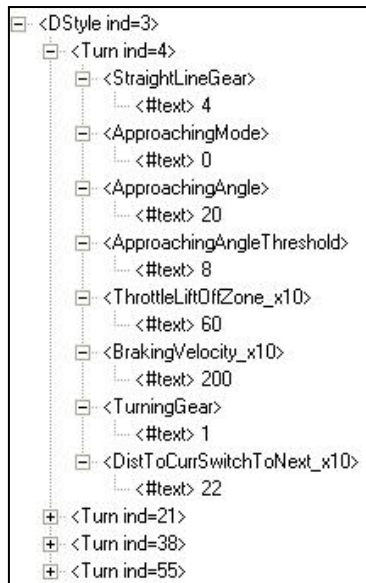 <DStyle ind=3>
<Turn ind=4>
<StraightLineGear>
<#text> 4
<ApproachingMode>
<#text> 0
<ApproachingAngle>
<#text> 20
<ApproachingAngleThreshold>
<#text> 8
<ThrottleLiftOffZone_x10>
<#text> 60
<BrakingVelocity_x10>
<#text> 200
<TurningGear>
<#text> 1
<DistToCurrSwitchToNext_x10>
<#text> 22
<Turn ind=21>
<Turn ind=38>
<Turn ind=55>